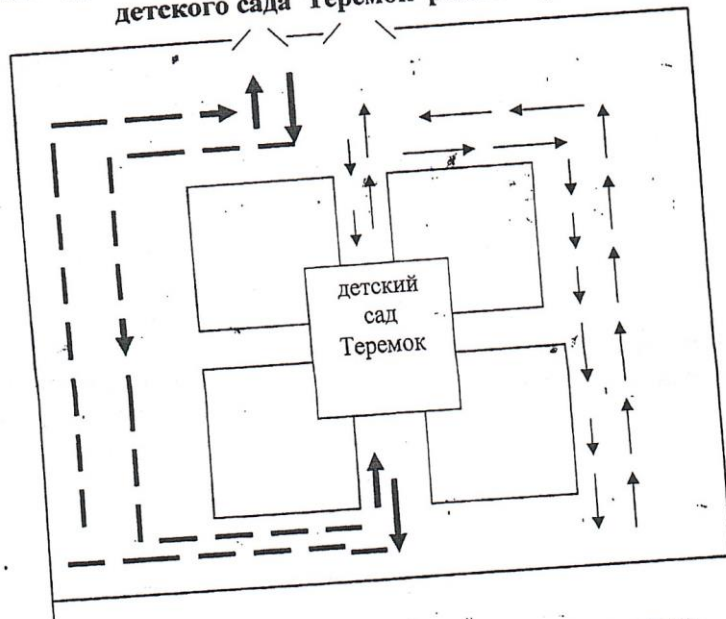 детского сада "Теремок"
детский
сад
Теремок